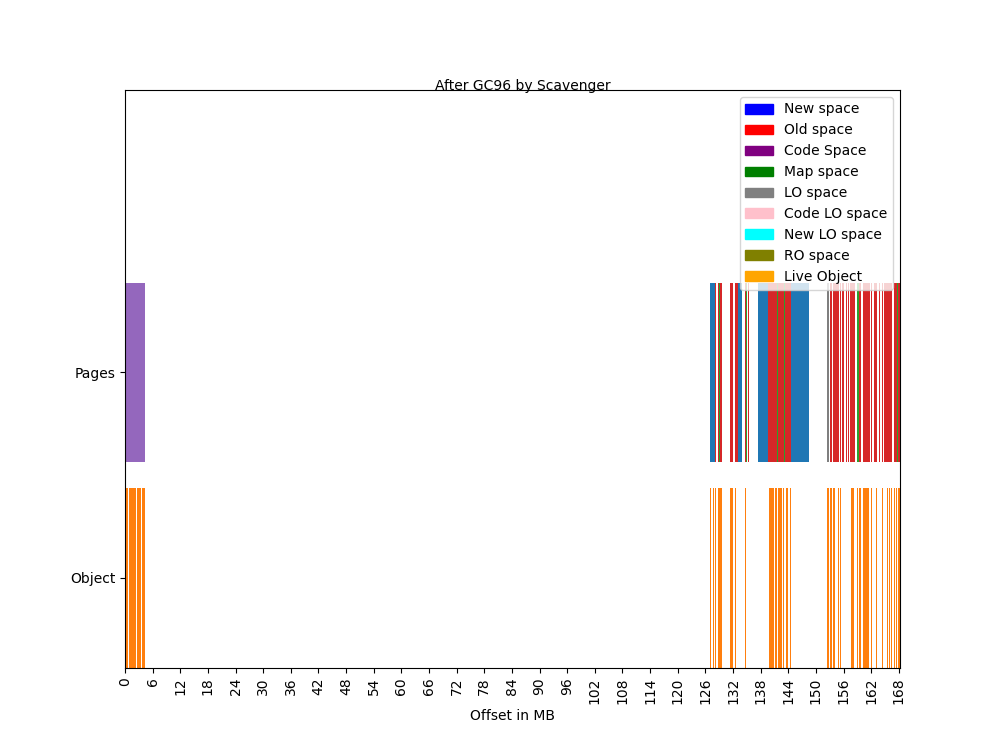 After GC96 by Scavenger
New space
Old space
Code Space
Map space
LO space
Code LO space
New LO space
RO space
Live Object
Pages
Object
0 6 12 18 24 30 36 42 48 54 60 66 72 78 84 90 96 102 108 114 120 126 132 138 144 150 156 162 168
Offset in MB